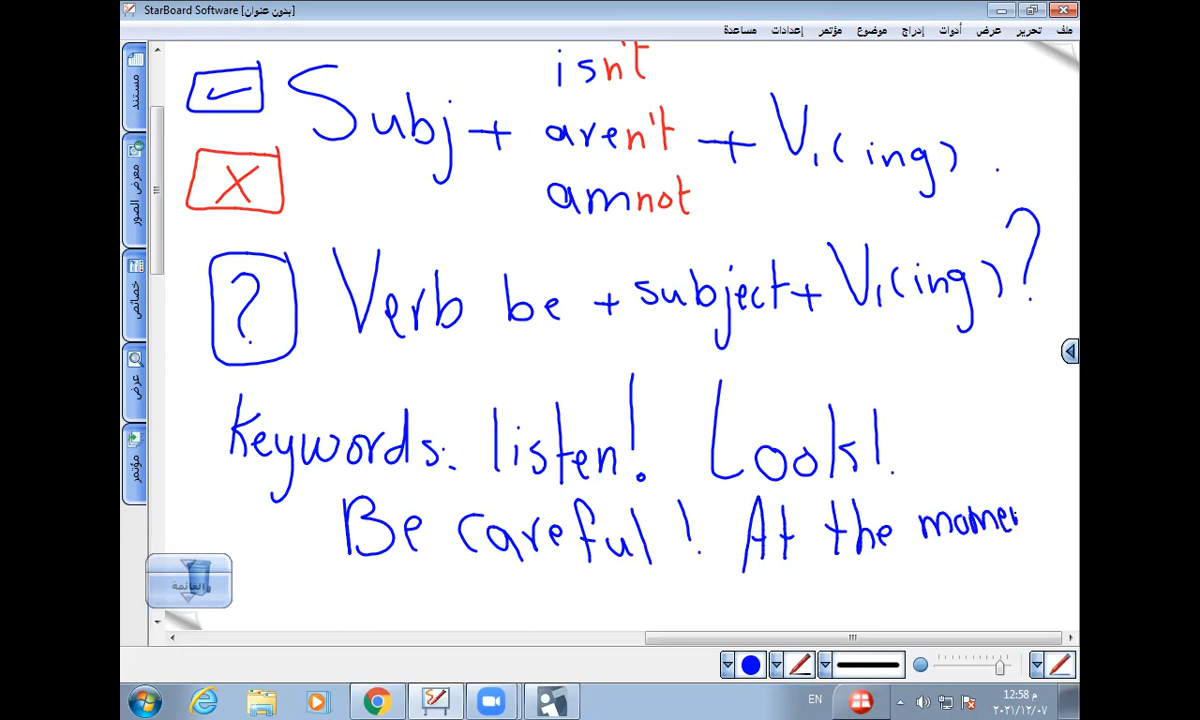 StarBoard Software [بدون عنوان]
ملف تحرير عرض أدوات إدراج موضوع مؤتمر إعدادات مساعدة
isn't
Subj + aren't + V1(ing).
am not
X
? Verb be + subject + V1(ing)?
Keywords: listen! Look!
Be careful! At the momen
مستند
معرض الصور
خصائص
عرض
مؤتمر
القائمة
EN
12:58 م
٢٠٢١/١٢/٠٧